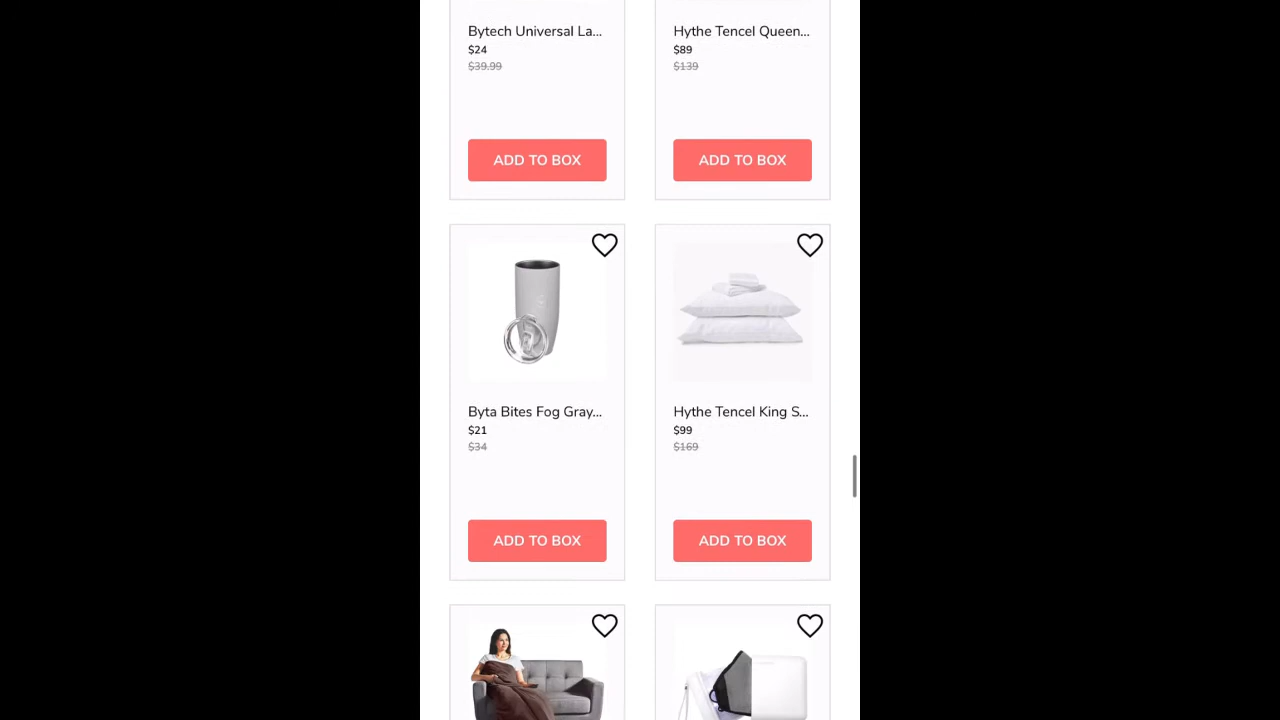 Bytech Universal La...
$24
$39.99
ADD TO BOX
Hythe Tencel Queen...
$89
$139
ADD TO BOX
Byta Bites Fog Gray...
$21
$34
ADD TO BOX
Hythe Tencel King S...
$99
$169
ADD TO BOX